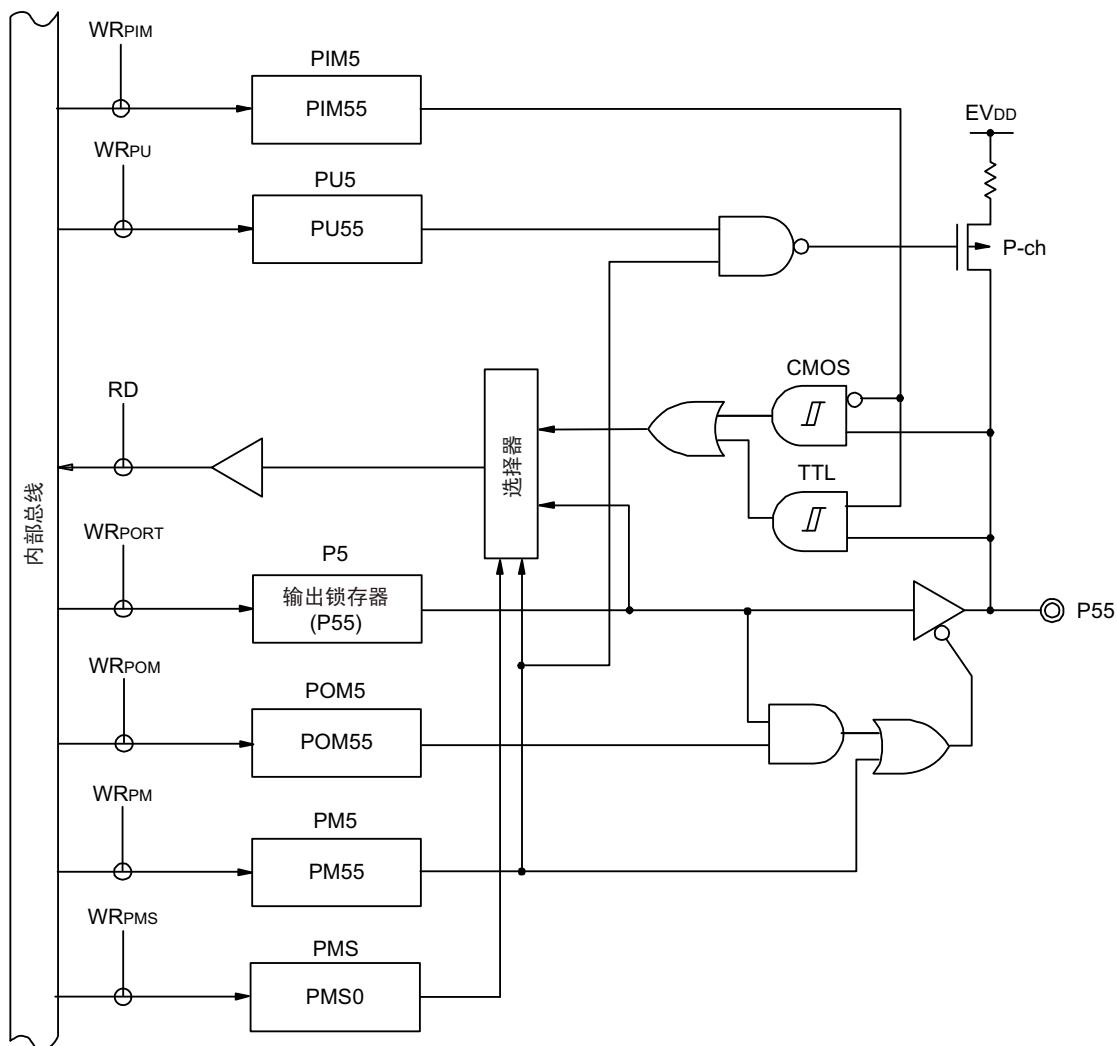 WRPIM
PIM5
PIM55
EVDD
WRPU
PU5
PU55
P-ch
RD
选择器
CMOS
TTL
内部总线
WRPORT
P5
输出锁存器
(P55)
P55
WRPOM
POM5
POM55
WRPM
PM5
PM55
WRPMS
PMS
PMS0